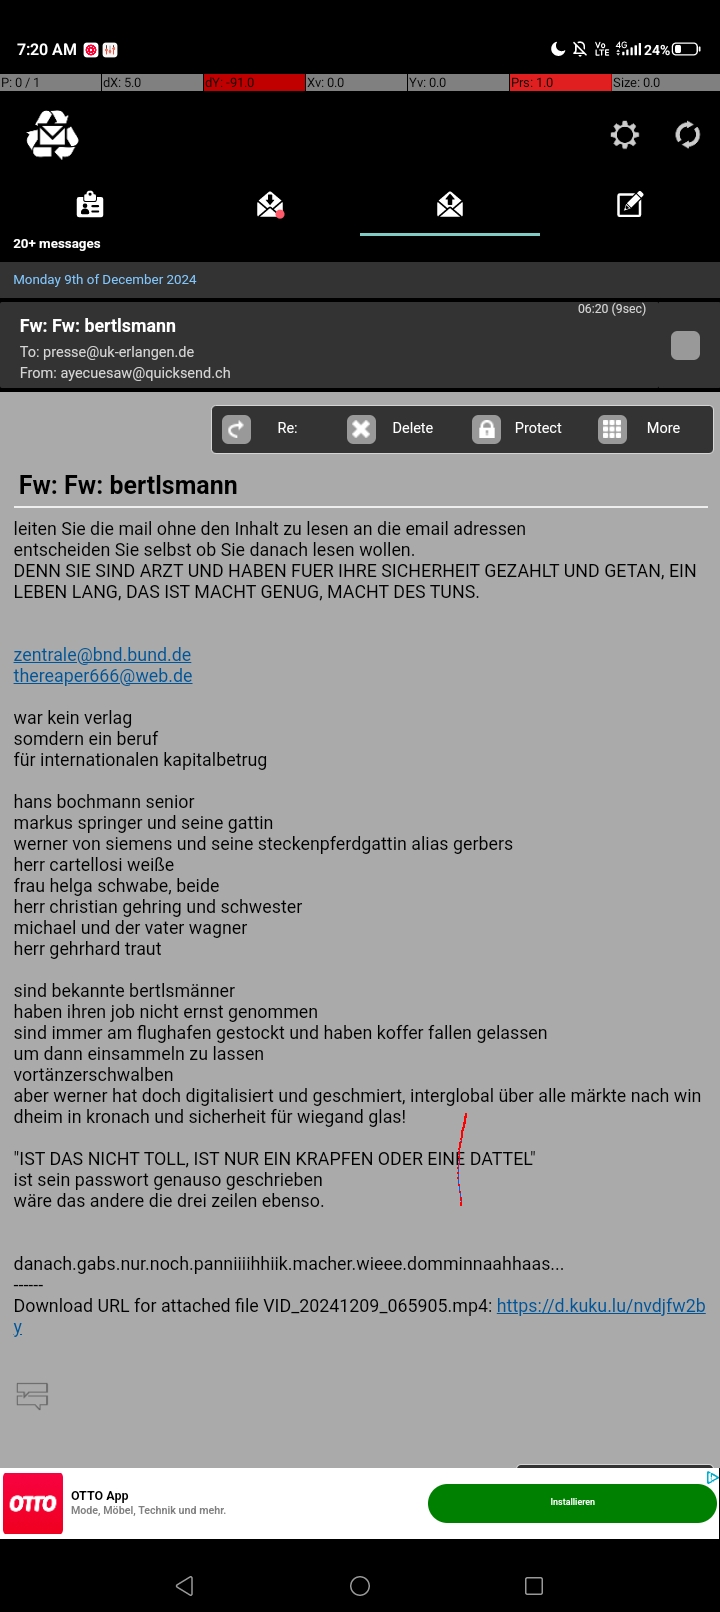 7:20 AM
Vo LTE 4G 24%
P: 0 / 1 dX: 5.0 dY: -91.0 Xv: 0.0 Yv: 0.0 Prs: 1.0 Size: 0.0
20+ messages
Monday 9th of December 2024
06:20 (9sec)
Fw: Fw: bertlsmann
To: presse@uk-erlangen.de
From: ayecuesaw@quicksend.ch
Re: Delete Protect More
Fw: Fw: bertlsmann
leiten Sie die mail ohne den Inhalt zu lesen an die email adressen
entscheiden Sie selbst ob Sie danach lesen wollen.
DENN SIE SIND ARZT UND HABEN FUER IHRE SICHERHEIT GEZAHLT UND GETAN, EIN
LEBEN LANG, DAS IST MACHT GENUG, MACHT DES TUNS.
zentrale@bnd.bund.de
thereaper666@web.de
war kein verlag
somdern ein beruf
für internationalen kapitalbetrug
hans bochmann senior
markus springer und seine gattin
werner von siemens und seine steckenpferdgattin alias gerbers
herr cartellosi weiße
frau helga schwabe, beide
herr christian gehring und schwester
michael und der vater wagner
herr gehrhard traut
sind bekannte bertlsmänner
haben ihren job nicht ernst genommen
sind immer am flughafen gestockt und haben koffer fallen gelassen
um dann einsammeln zu lassen
vortänzerschwalben
aber werner hat doch digitalisiert und geschmiert, interglobal über alle märkte nach win
dheim in kronach und sicherheit für wiegand glas!
"IST DAS NICHT TOLL, IST NUR EIN KRAPFEN ODER EINE DATTEL"
ist sein passwort genauso geschrieben
wäre das andere die drei zeilen ebenso.
danach.gabs.nur.noch.panniiiihhiik.macher.wieee.domminnaahhaas...
------
Download URL for attached file VID_20241209_065905.mp4: https://d.kuku.lu/nvdjfw2b
y
OTTO
OTTO App
Mode, Möbel, Technik und mehr.
Installieren